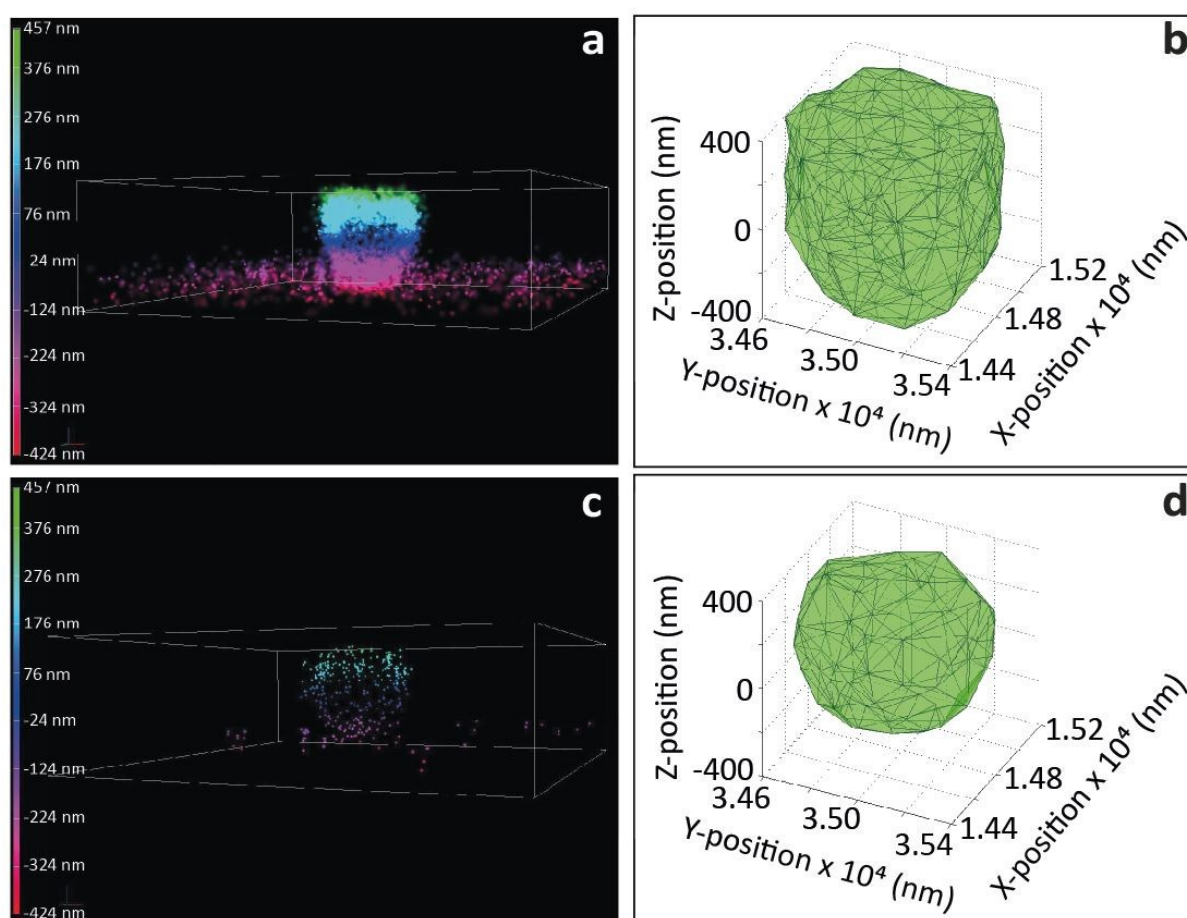 457 nm
376 nm
276 nm
176 nm
76 nm
24 nm
-124 nm
-224 nm
-324 nm
-424 nm
a
b
400
0
-400
Z-position (nm)
3.46
3.50
3.54
Y-position x 10⁴ (nm)
1.44
1.48
1.52
X-position x 10⁴ (nm)
457 nm
376 nm
276 nm
176 nm
76 nm
-24 nm
-124 nm
-224 nm
-324 nm
-424 nm
c
d
400
0
-400
Z-position (nm)
3.46
3.50
3.54
Y-position x 10⁴ (nm)
1.44
1.48
1.52
X-position x 10⁴ (nm)